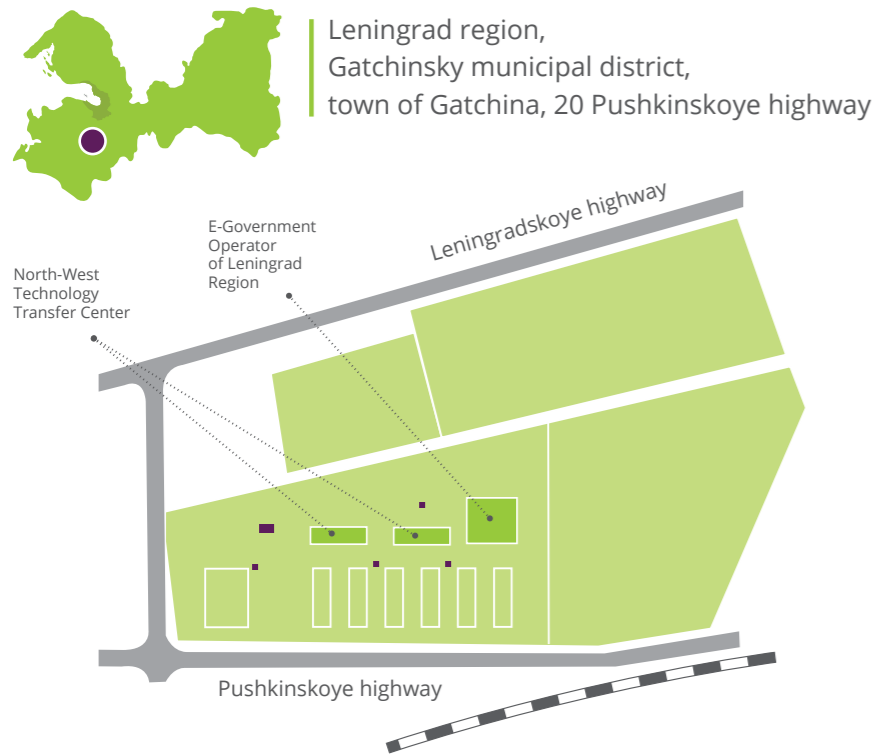 Leningrad region,
Gatchinsky municipal district,
town of Gatchina, 20 Pushkinskoye highway
Leningradskoye highway
E-Government
Operator
of Leningrad
Region
North-West
Technology
Transfer Center
Pushkinskoye highway